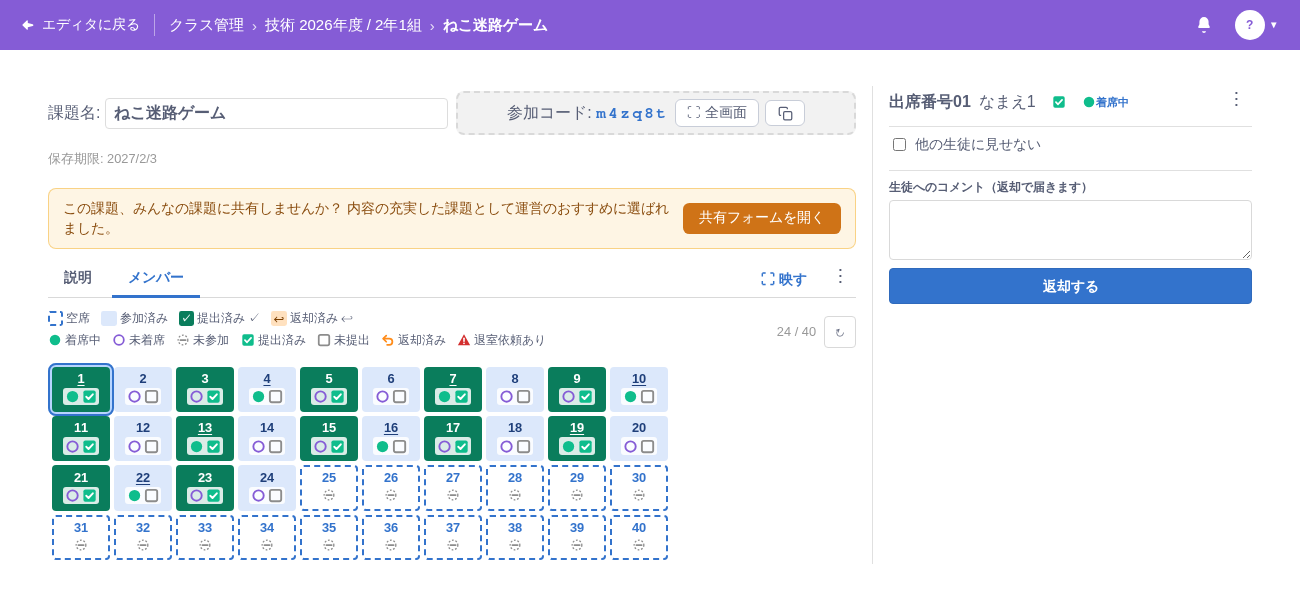 エディタに戻る クラス管理 › 技術 2026年度 / 2年1組 › ねこ迷路ゲーム ? ▼
課題名: ねこ迷路ゲーム 参加コード: m4zq8t 全画面
保存期限: 2027/2/3
この課題、みんなの課題に共有しませんか？ 内容の充実した課題として運営のおすすめに選ばれ
ました。
共有フォームを開く
説明 メンバー 映す ⋮
空席 参加済み 提出済み ✓ 返却済み ↩
着席中 未着席 未参加 提出済み 未提出 返却済み 退室依頼あり
24 / 40 ↻
1 2 3 4 5 6 7 8 9 10
11 12 13 14 15 16 17 18 19 20
21 22 23 24 25 26 27 28 29 30
31 32 33 34 35 36 37 38 39 40
出席番号01 なまえ1 着席中 ⋮
他の生徒に見せない
生徒へのコメント（返却で届きます）
返却する